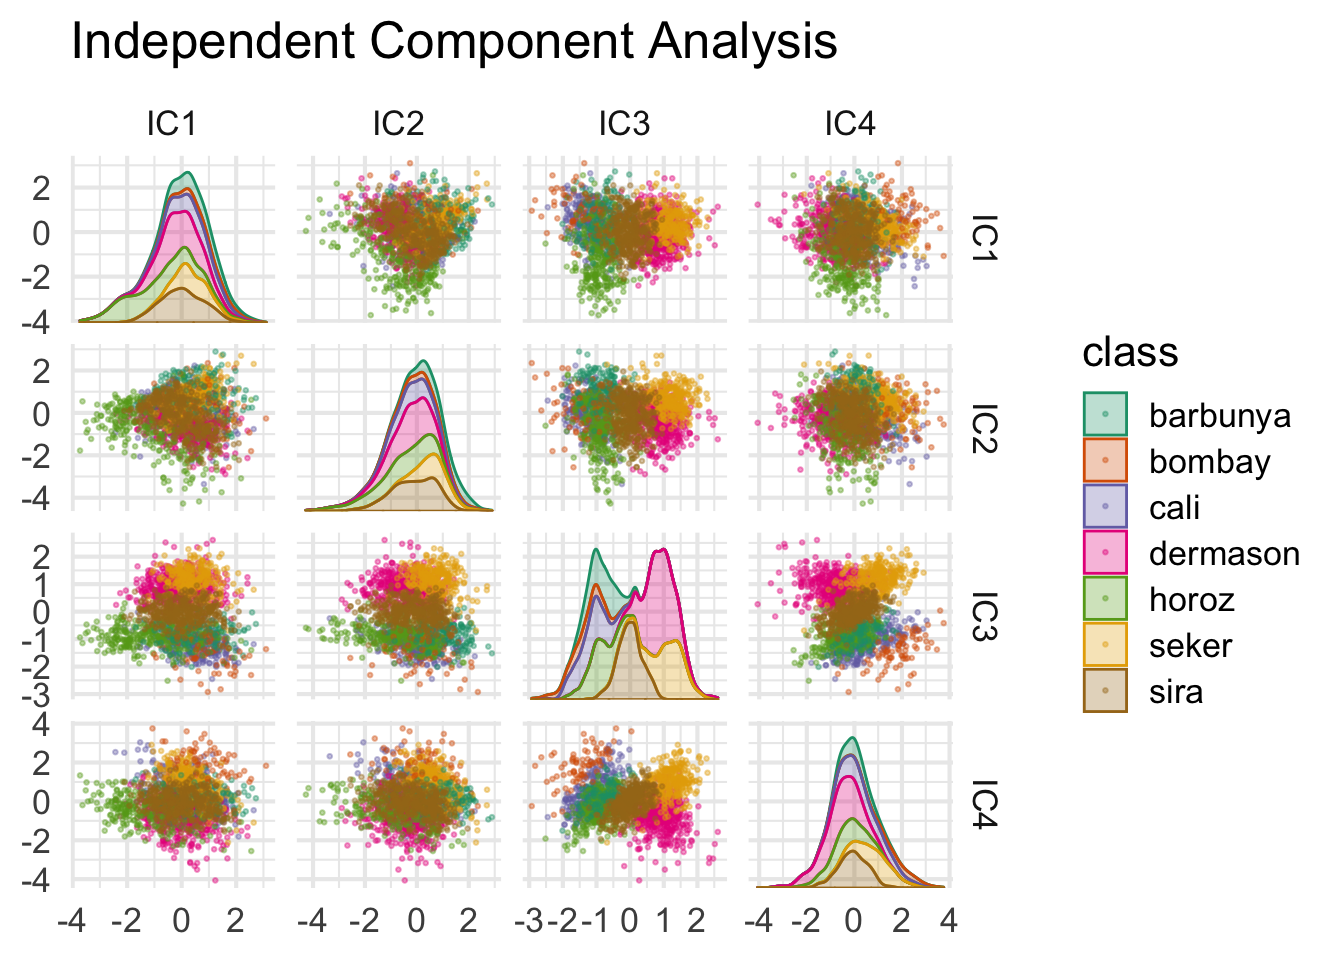 Independent Component Analysis
IC1 IC2 IC3 IC4
2
0
-2
-4
IC1
2
0
-2
-4
IC2
2
1
0
-1
-2
-3
IC3
4
2
0
-2
-4
IC4
-4 -2 0 2 -4 -2 0 2 -3 -2 -1 0 1 2 -4 -2 0 2 4
class
barbunya
bombay
cali
dermason
horoz
seker
sira